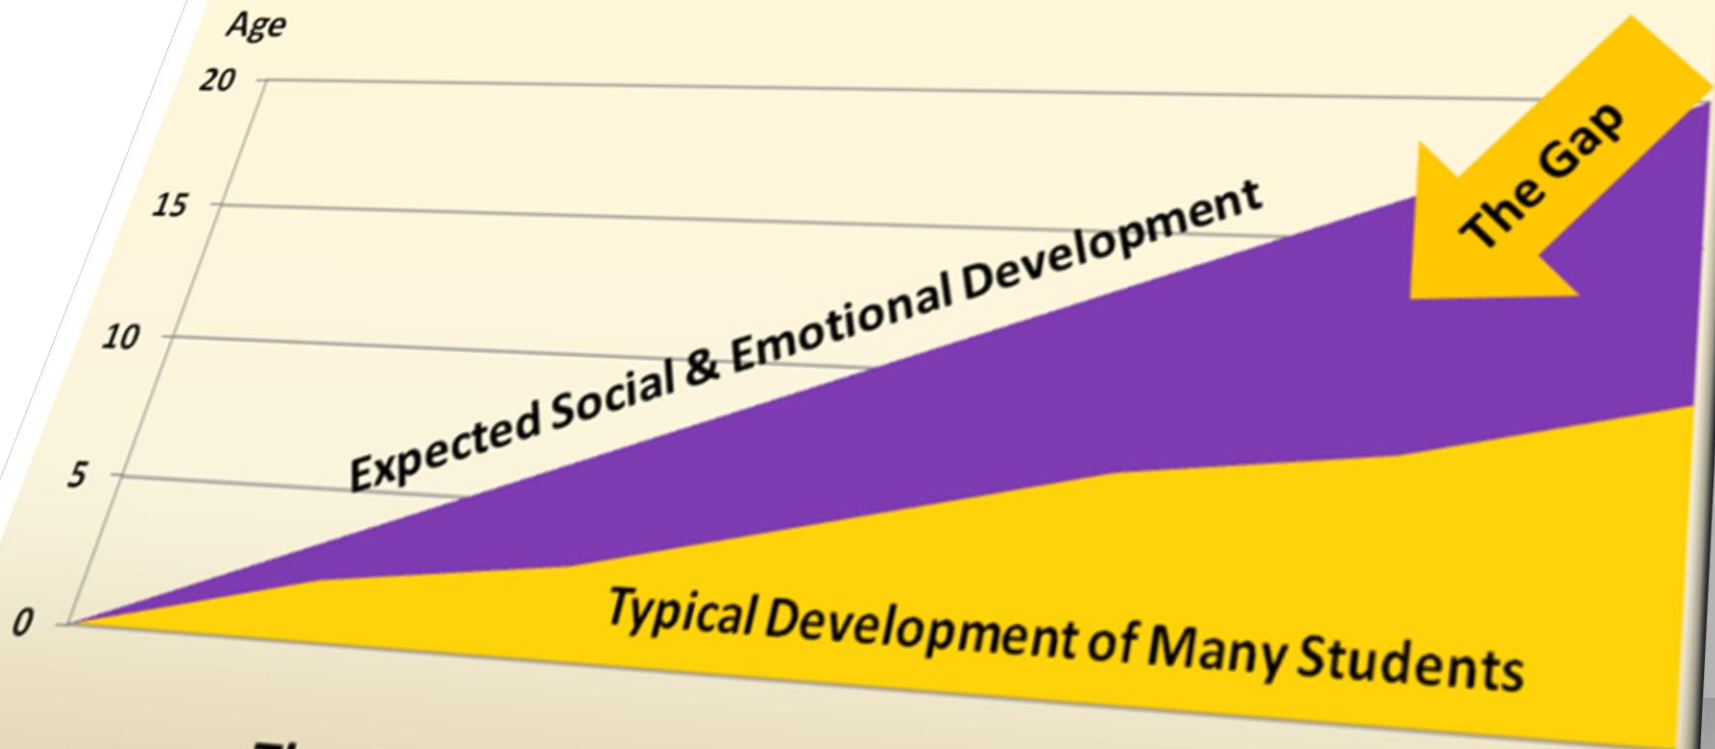 Age
20
15
10
5
0
Expected Social & Emotional Development
The Gap
Typical Development of Many Students